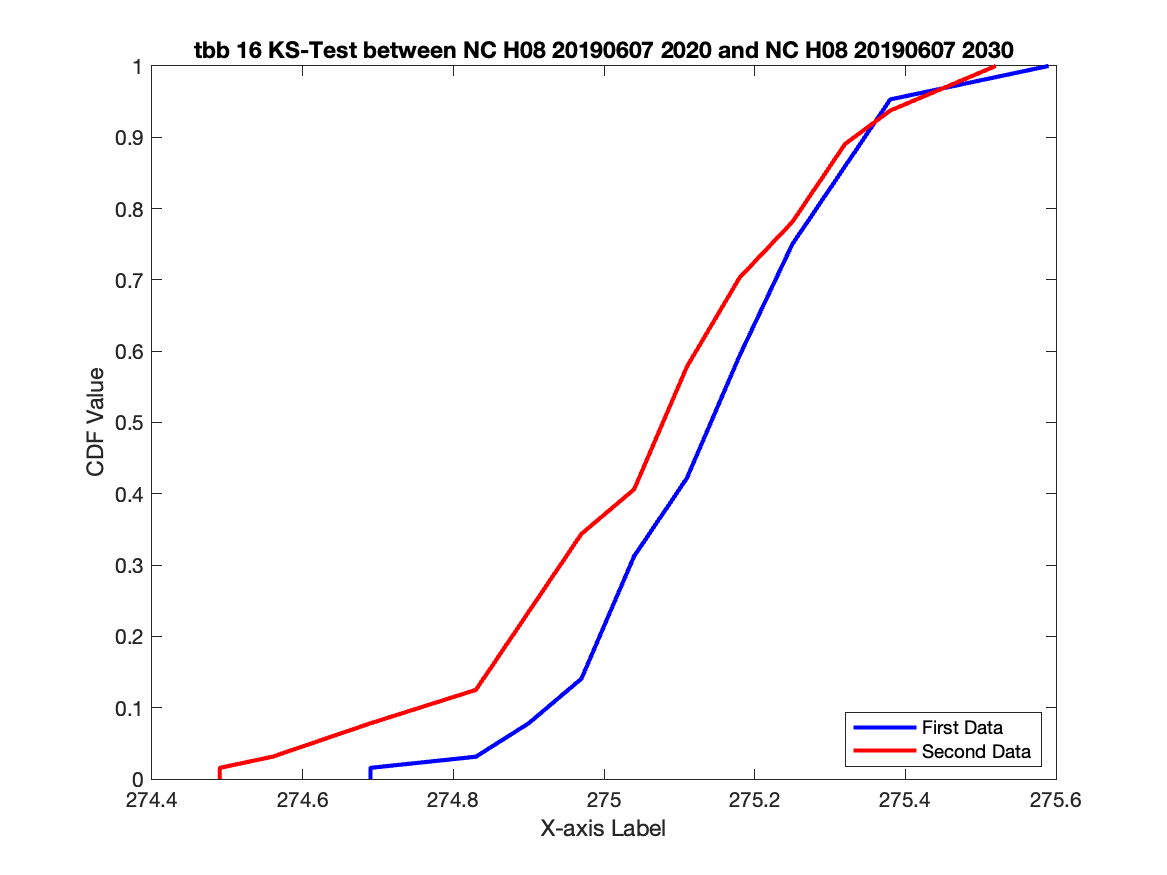 tbb 16 KS-Test between NC H08 20190607 2020 and NC H08 20190607 2030
1
0.9
0.8
0.7
0.6
0.5
0.4
0.3
0.2
0.1
0
CDF Value
First Data
Second Data
274.4 274.6 274.8 275 275.2 275.4 275.6
X-axis Label